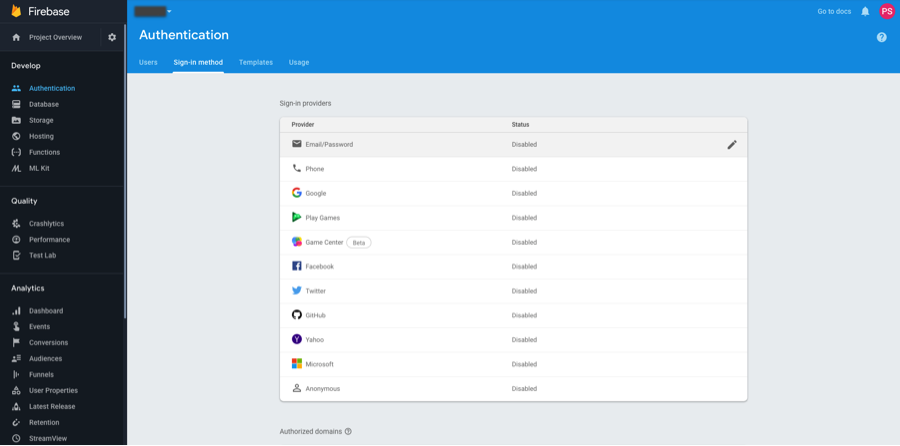 Firebase
Go to docs
PS
Project Overview
Authentication
Users
Sign-in method
Templates
Usage
Develop
Authentication
Database
Storage
Hosting
Functions
ML Kit
Quality
Crashlytics
Performance
Test Lab
Analytics
Dashboard
Events
Conversions
Audiences
Funnels
User Properties
Latest Release
Retention
StreamView
Sign-in providers
Provider Status
Email/Password Disabled
Phone Disabled
Google Disabled
Play Games Disabled
Game Center Beta Disabled
Facebook Disabled
Twitter Disabled
GitHub Disabled
Yahoo Disabled
Microsoft Disabled
Anonymous Disabled
Authorized domains